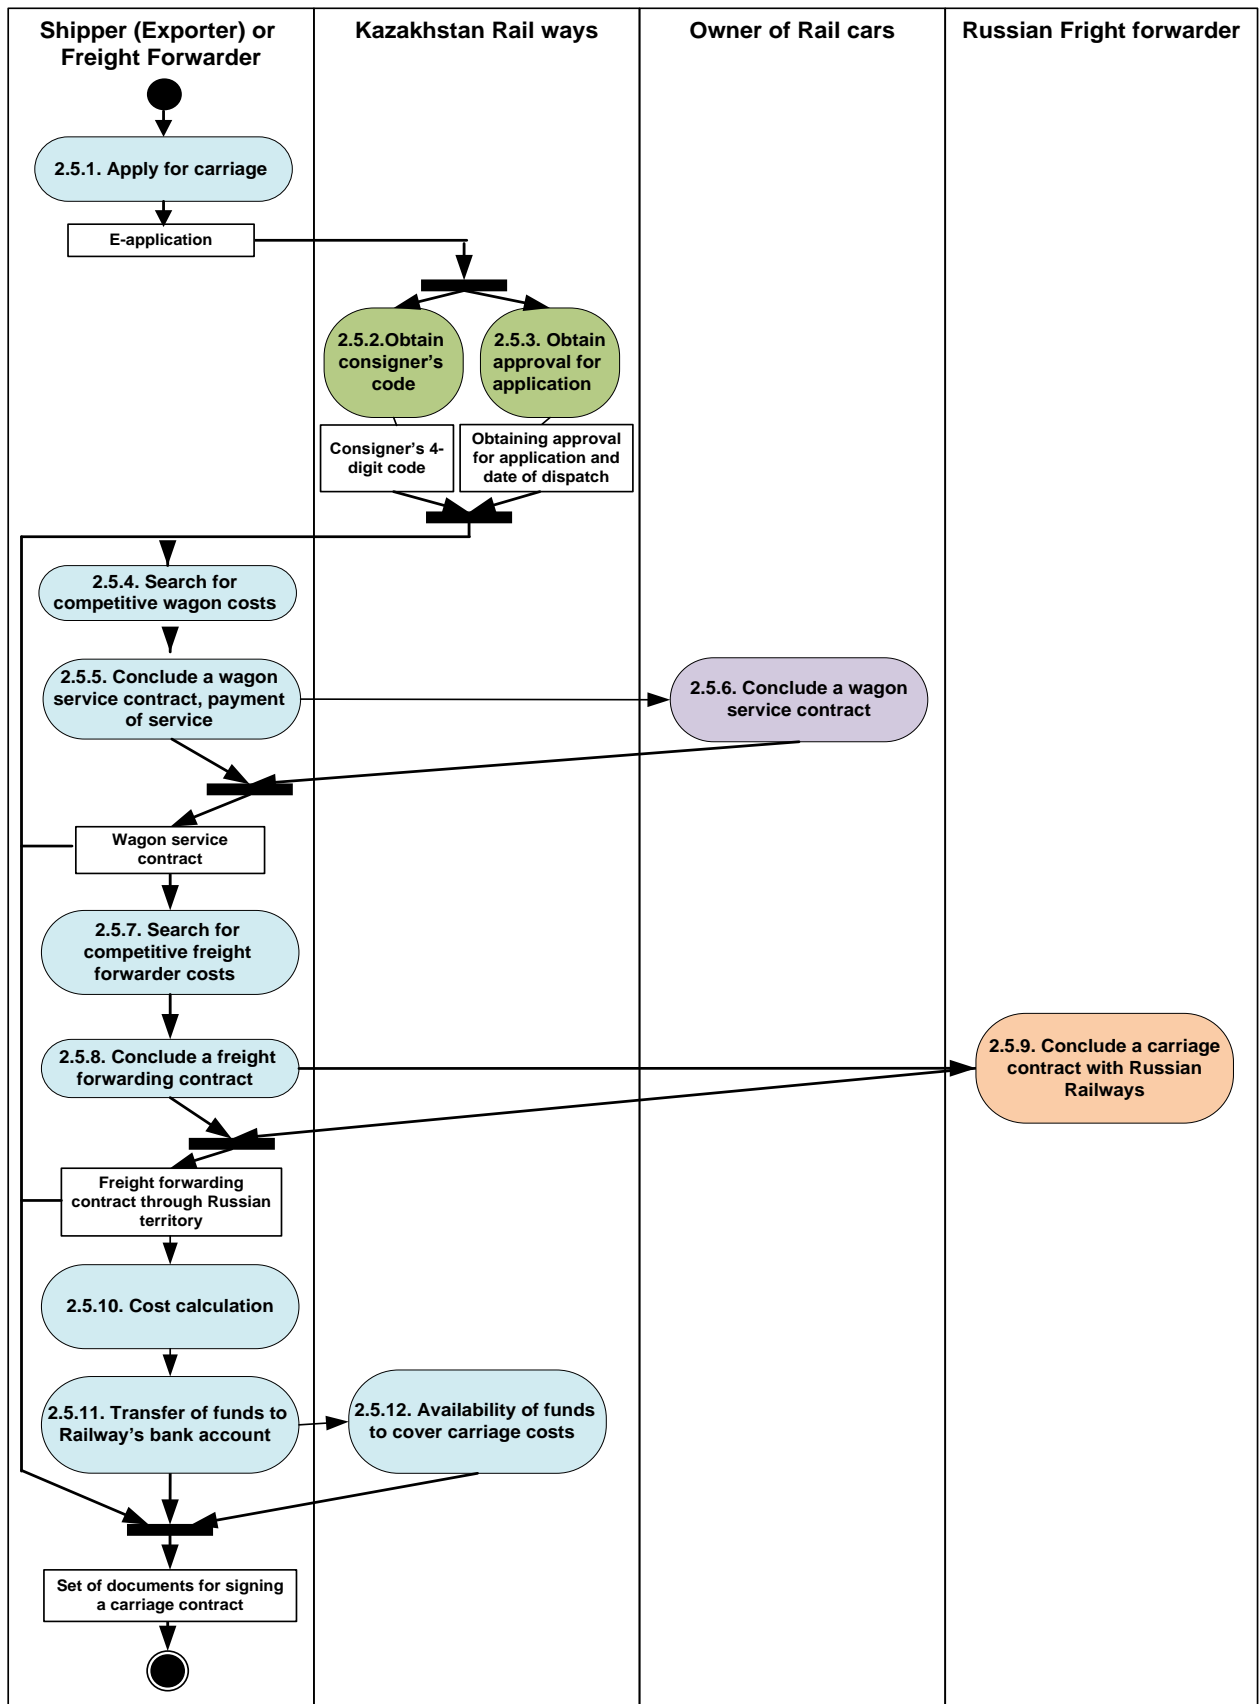 Shipper (Exporter) or
Freight Forwarder
Kazakhstan Rail ways
Owner of Rail cars
Russian Fright forwarder
2.5.1. Apply for carriage
E-application
2.5.2.Obtain
consigner's
code
2.5.3. Obtain
approval for
application
Consigner's 4-
digit code
Obtaining approval
for application and
date of dispatch
2.5.4. Search for
competitive wagon costs
2.5.5. Conclude a wagon
service contract, payment
of service
2.5.6. Conclude a wagon
service contract
Wagon service
contract
2.5.7. Search for
competitive freight
forwarder costs
2.5.8. Conclude a freight
forwarding contract
2.5.9. Conclude a carriage
contract with Russian
Railways
Freight forwarding
contract through Russian
territory
2.5.10. Cost calculation
2.5.11. Transfer of funds to
Railway's bank account
2.5.12. Availability of funds
to cover carriage costs
Set of documents for signing
a carriage contract